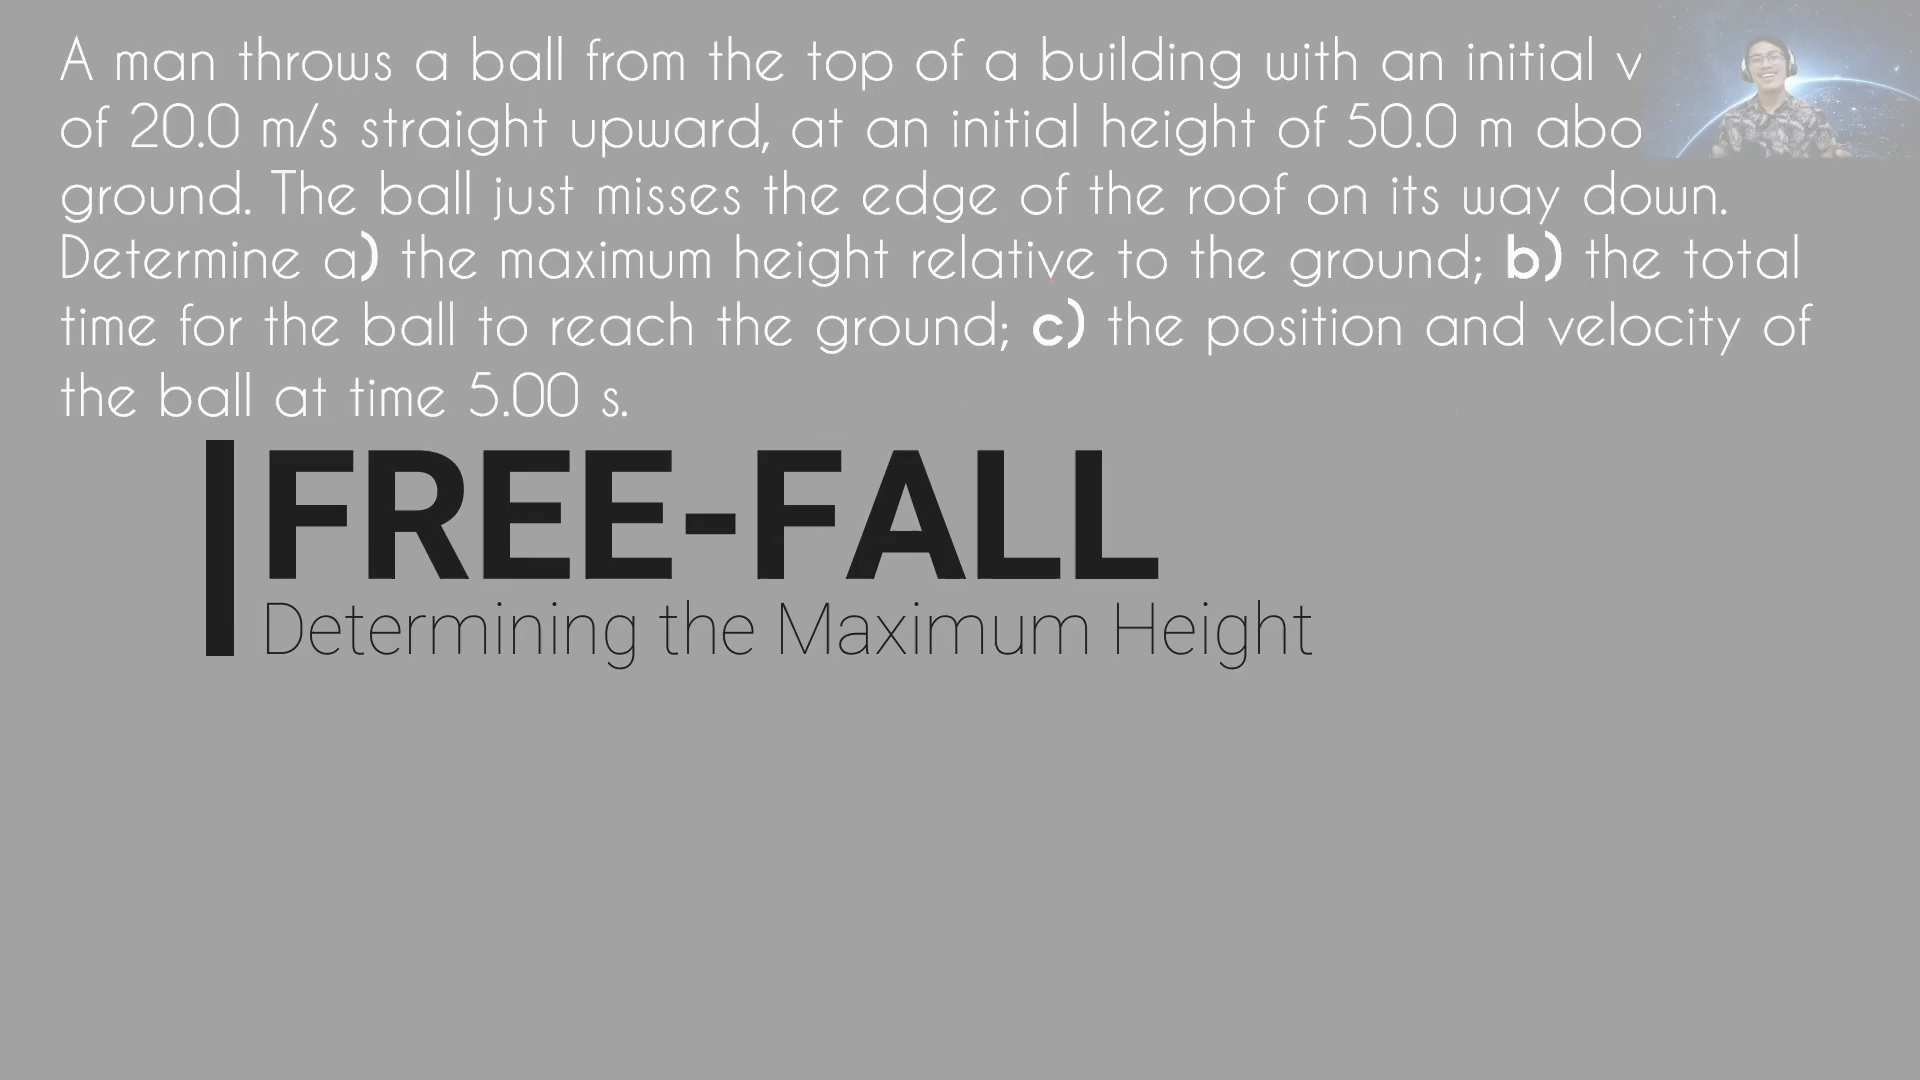 A man throws a ball from the top of a building with an initial
of 20.0 m/s straight upward, at an initial height of 50.0 m
ground. The ball just misses the edge of the roof on its way down.
Determine a) the maximum height relative to the ground; b) the total
time for the ball to reach the ground; c) the position and velocity of
the ball at time 5.00 s.
FREE-FALL
Determining the Maximum Height